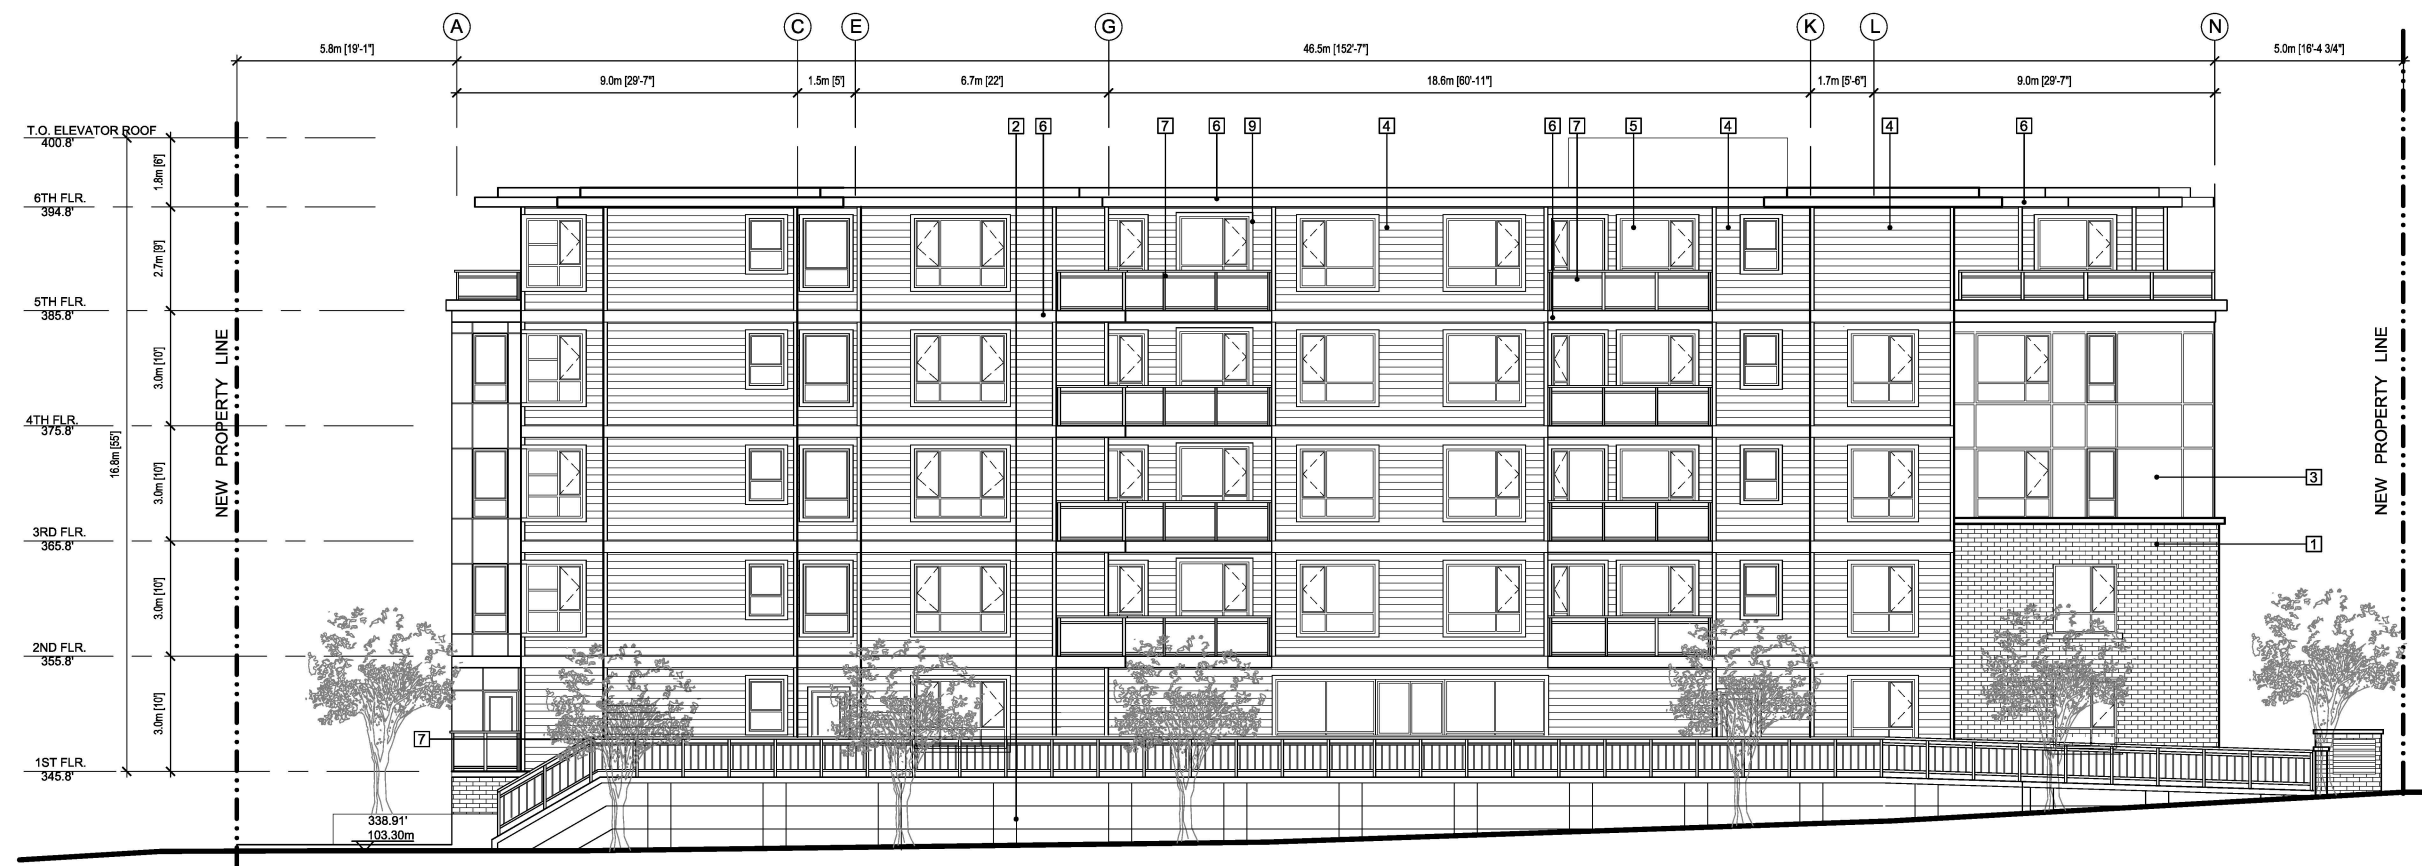 A C E G K L N
5.8m [19'-1"] 46.5m [152'-7"] 5.0m [16'-4 3/4"]
9.0m [29'-7"] 1.5m [5'] 6.7m [22'] 18.6m [60'-11"] 1.7m [5'-6"] 9.0m [29'-7"]
2 6 7 6 9 4 6 7 5 4 4 6
T.O. ELEVATOR ROOF
400.8'
1.8m [6']
6TH FLR.
394.8'
2.7m [9']
5TH FLR.
385.8'
3.0m [10']
4TH FLR.
375.8'
16.8m [55']
3.0m [10']
3RD FLR.
365.8'
3.0m [10']
2ND FLR.
355.8'
3.0m [10']
1ST FLR.
345.8'
NEW PROPERTY LINE
7
338.91'
103.30m
3
1
NEW PROPERTY LINE